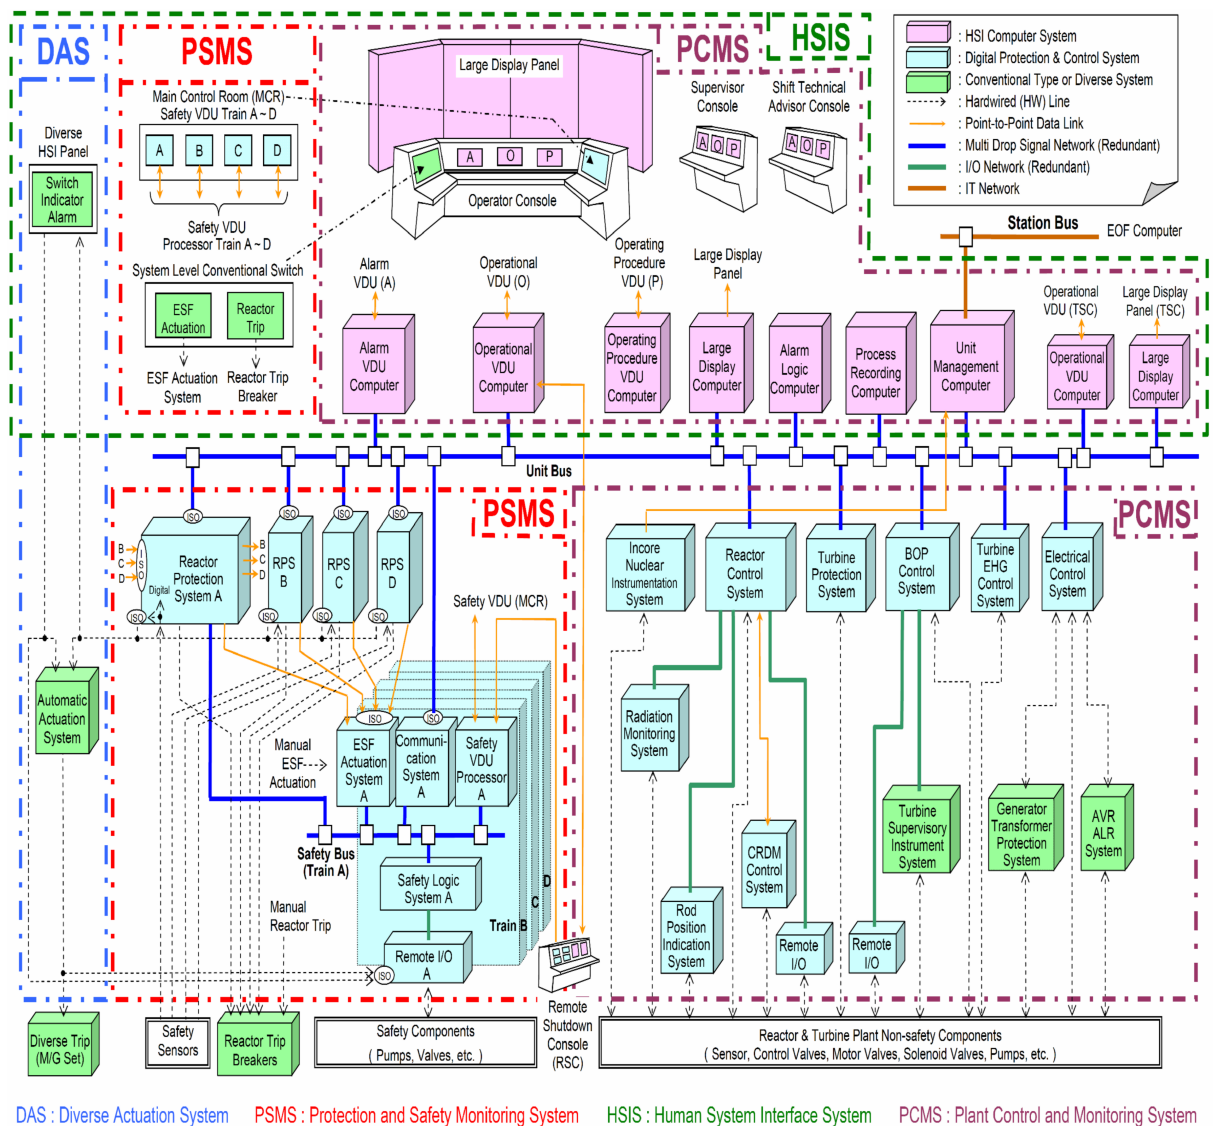 DAS
PSMS
PCMS
HSIS
: HSI Computer System
: Digital Protection & Control System
: Conventional Type or Diverse System
: Hardwired (HW) Line
: Point-to-Point Data Link
: Multi Drop Signal Network (Redundant)
: I/O Network (Redundant)
: IT Network
Diverse
HSI Panel
Switch
Indicator
Alarm
Main Control Room (MCR)
Safety VDU Train A ~ D
A
B
C
D
Safety VDU
Processor Train A ~ D
System Level Conventional Switch
ESF
Actuation
Reactor
Trip
ESF Actuation
System
Reactor Trip
Breaker
Large Display Panel
A
O
P
Operator Console
Supervisor
Console
A O P
Shift Technical
Advisor Console
A O P
Station Bus
EOF Computer
Alarm
VDU (A)
Operational
VDU (O)
Operating
Procedure
VDU (P)
Large Display
Panel
Operational
VDU (TSC)
Large Display
Panel (TSC)
Alarm
VDU
Computer
Operational
VDU
Computer
Operating
Procedure
VDU
Computer
Large
Display
Computer
Alarm
Logic
Computer
Process
Recording
Computer
Unit
Management
Computer
Operational
VDU
Computer
Large
Display
Computer
Unit Bus
PSMS
PCMS
ISO
ISO
ISO
ISO
B
C
D
ISO
Reactor
Protection
System A
Digital
ISO
B
C
D
RPS
B
RPS
C
RPS
D
ISO
ISO
ISO
Safety VDU (MCR)
Incore
Nuclear
Instrumentation
System
Reactor
Control
System
Turbine
Protection
System
BOP
Control
System
Turbine
EHG
Control
System
Electrical
Control
System
Automatic
Actuation
System
Manual
ESF
Actuation
ISO
ESF
Actuation
System
A
ISO
Communi-
cation
System
A
Safety
VDU
Processor
A
Radiation
Monitoring
System
Safety Bus
(Train A)
Safety Logic
System A
D
C
Train B
Manual
Reactor Trip
ISO
Remote I/O
A
Rod
Position
Indication
System
CRDM
Control
System
Remote
I/O
Remote
I/O
Turbine
Supervisory
Instrument
System
Generator
Transformer
Protection
System
AVR
ALR
System
Diverse Trip
(M/G Set)
Safety
Sensors
Reactor Trip
Breakers
Safety Components
( Pumps, Valves, etc. )
Remote
Shutdown
Console
(RSC)
Reactor & Turbine Plant Non-safety Components
( Sensor, Control Valves, Motor Valves, Solenoid Valves, Pumps, etc. )
DAS : Diverse Actuation System
PSMS : Protection and Safety Monitoring System
HSIS : Human System Interface System
PCMS : Plant Control and Monitoring System